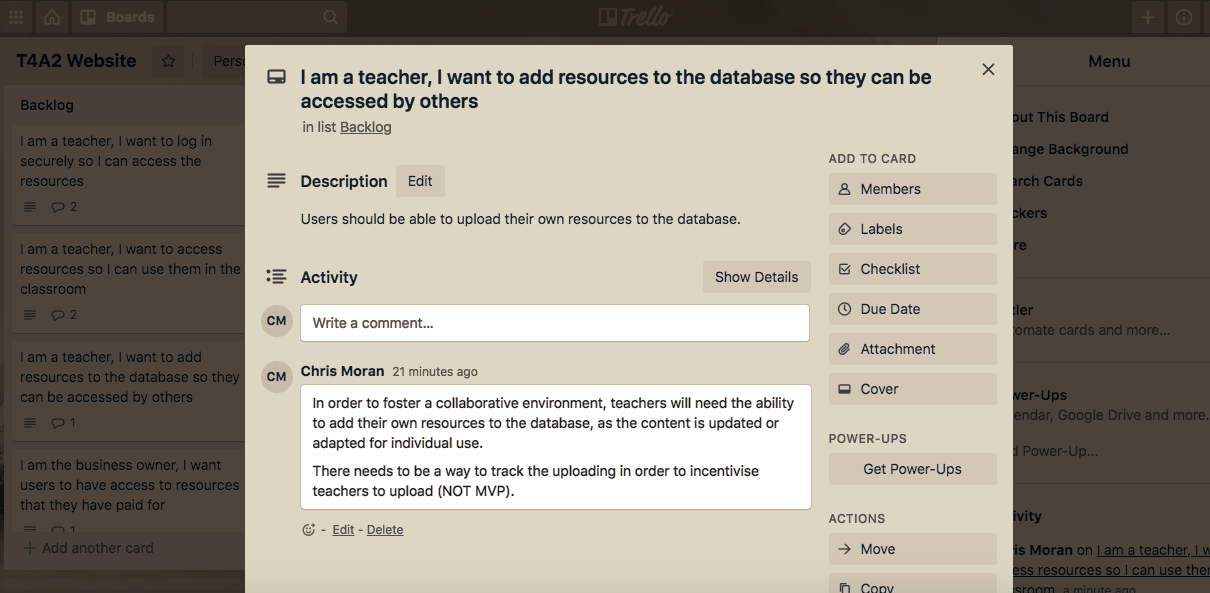 Boards
Trello
T4A2 Website
Perso
Menu
Backlog
I am a teacher, I want to log in
securely so I can access the
resources
2
I am a teacher, I want to access
resources so I can use them in the
classroom
2
I am a teacher, I want to add
resources to the database so they
can be accessed by others
1
I am the business owner, I want
users to have access to resources
that they have paid for
1
+ Add another card
I am a teacher, I want to add resources to the database so they can be
accessed by others
in list Backlog
Description
Edit
Users should be able to upload their own resources to the database.
Activity
Show Details
CM
Write a comment...
CM
Chris Moran 21 minutes ago
In order to foster a collaborative environment, teachers will need the ability
to add their own resources to the database, as the content is updated or
adapted for individual use.
There needs to be a way to track the uploading in order to incentivise
teachers to upload (NOT MVP).
- Edit - Delete
ADD TO CARD
Members
Labels
Checklist
Due Date
Attachment
Cover
POWER-UPS
Get Power-Ups
ACTIONS
Move
Copy
out This Board
ange Background
arch Cards
ckers
re
tler
tomate cards and more...
wer-Ups
endar, Google Drive and more.
d Power-Up...
ivity
is Moran on I am a teacher, I w
ess resources so I can use them
sroom a minute ago